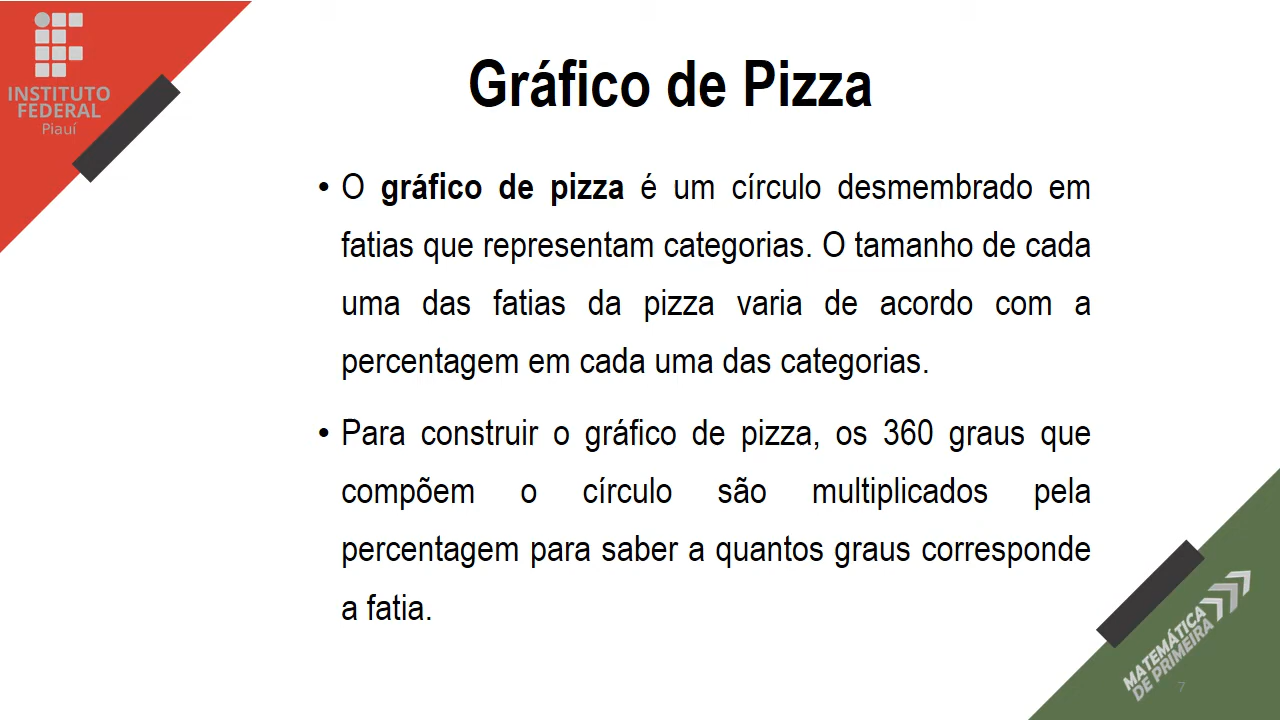 INSTITUTO
FEDERAL
Piauí
Gráfico de Pizza
• O gráfico de pizza é um círculo desmembrado em
fatias que representam categorias. O tamanho de cada
uma das fatias da pizza varia de acordo com a
percentagem em cada uma das categorias.
• Para construir o gráfico de pizza, os 360 graus que
compõem o círculo são multiplicados pela
percentagem para saber a quantos graus corresponde
a fatia.
MATEMÁTICA
DE PRIMEIRA
7